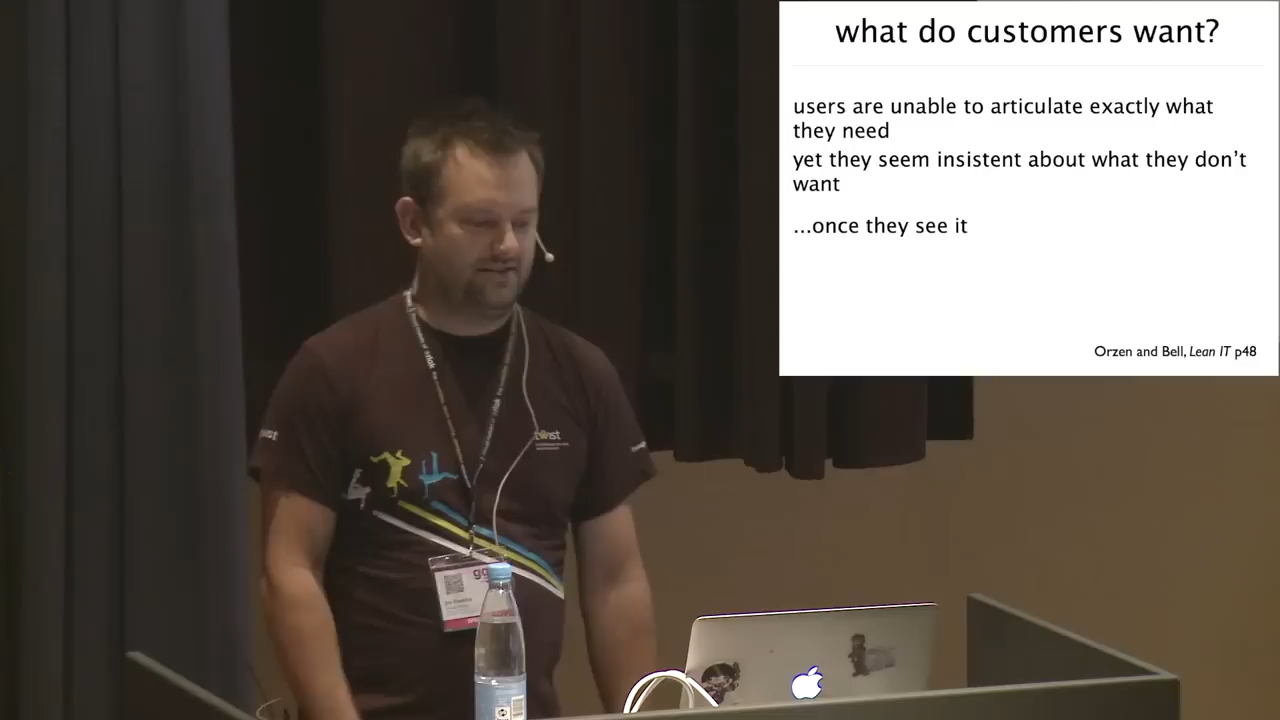 what do customers want?
users are unable to articulate exactly what
they need
yet they seem insistent about what they don't
want
...once they see it
Orzen and Bell, Lean IT p48
twist